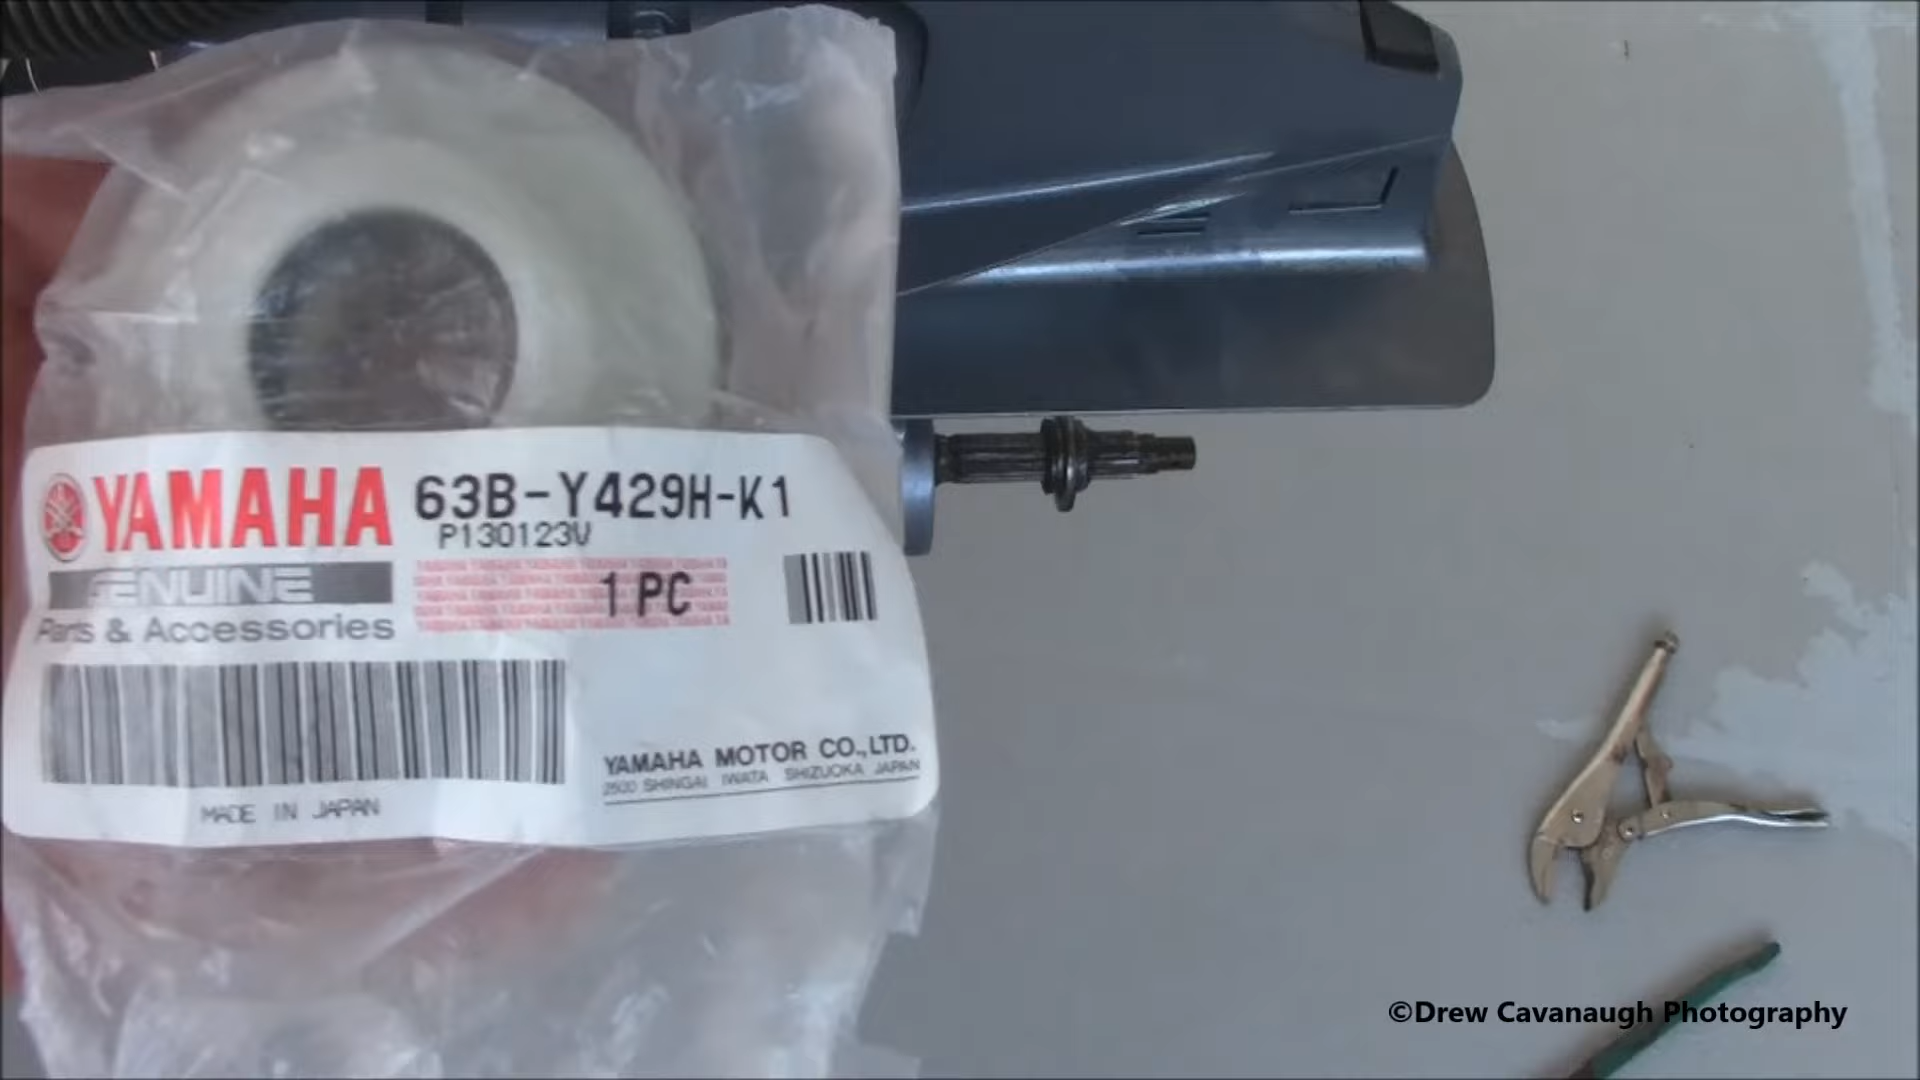 YAMAHA 63B-Y429H-K1
P130123V
GENUINE
1 PC
Parts & Accessories
YAMAHA MOTOR CO.,LTD.
2500 SHINGAI IWATA SHIZUOKA JAPAN
MADE IN JAPAN
©Drew Cavanaugh Photography